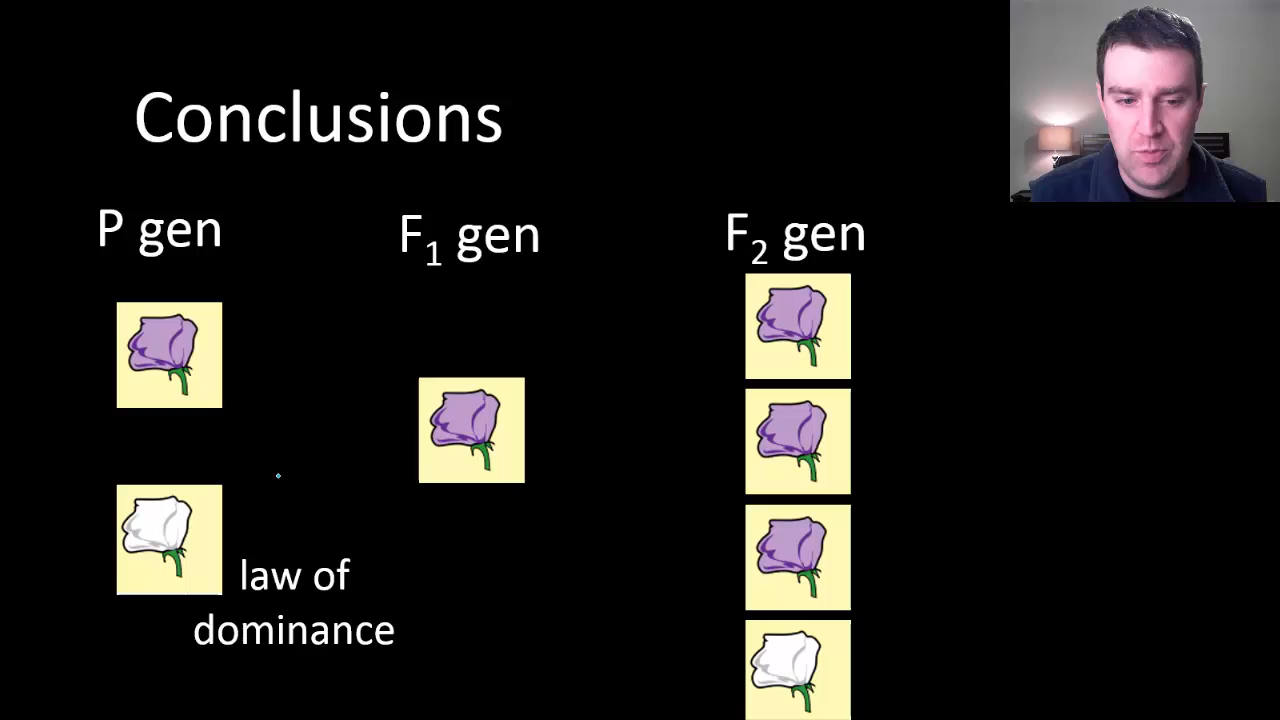 Conclusions
P gen
F₁ gen
F₂ gen
law of
dominance